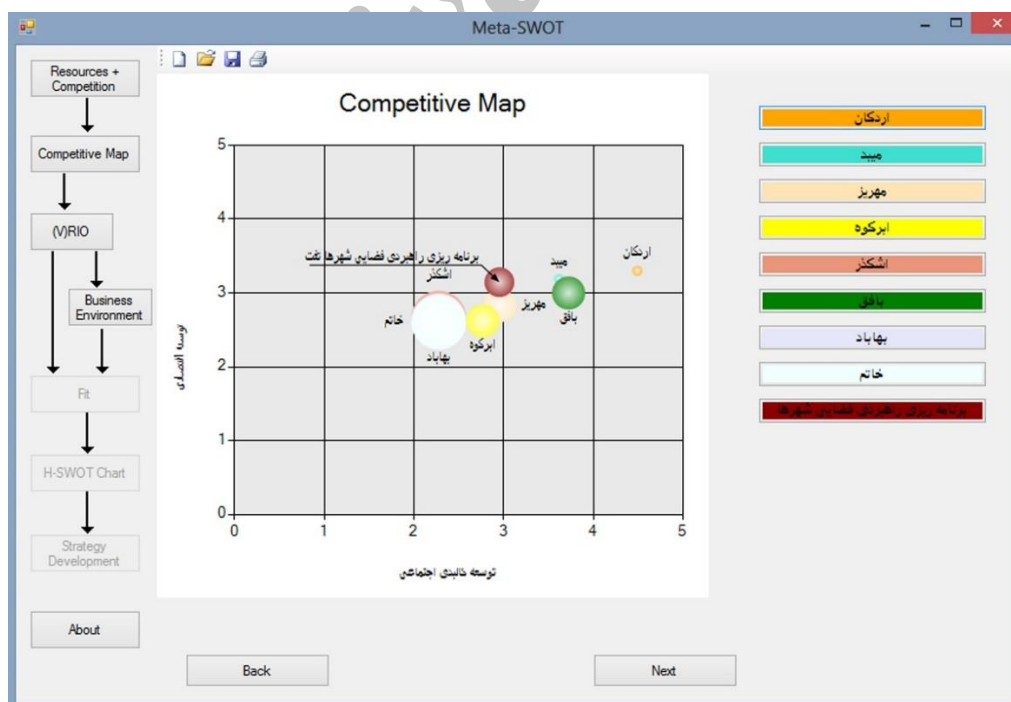 Meta-SWOT
Resources +
Competition
Competitive Map
(V)RIO
Business
Environment
Fit
H-SWOT Chart
Strategy
Development
About
Competitive Map
5
4
3
2
1
0
0
1
2
3
4
5
توسعه اقتصادی
توسعه کالبدی اجتماعی
برنامه ریزی راهبردی فضایی شهرها تفت
اشکذر
خاتم
بهاباد
ابرکوه
مهریز
میبد
بافق
اردکان
اردکان
میبد
مهریز
ابرکوه
اشکذر
بافق
بهاباد
خاتم
برنامه ریزی راهبردی فضایی شهرها
Back
Next